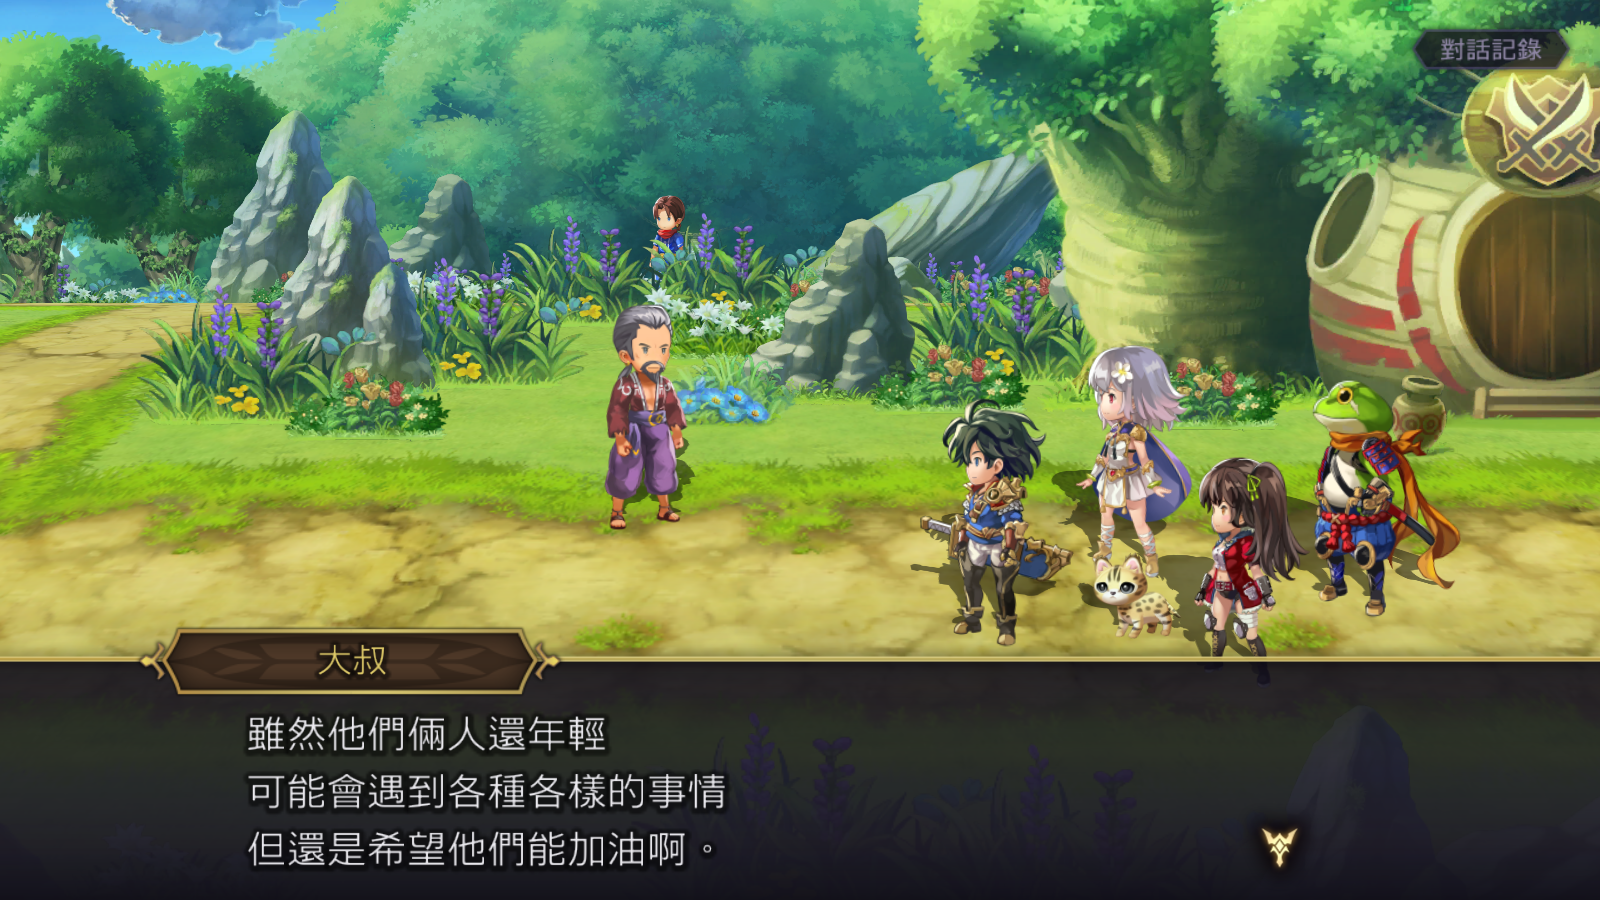 對話記錄
大叔
雖然他們倆人還年輕
可能會遇到各種各樣的事情
但還是希望他們能加油啊。